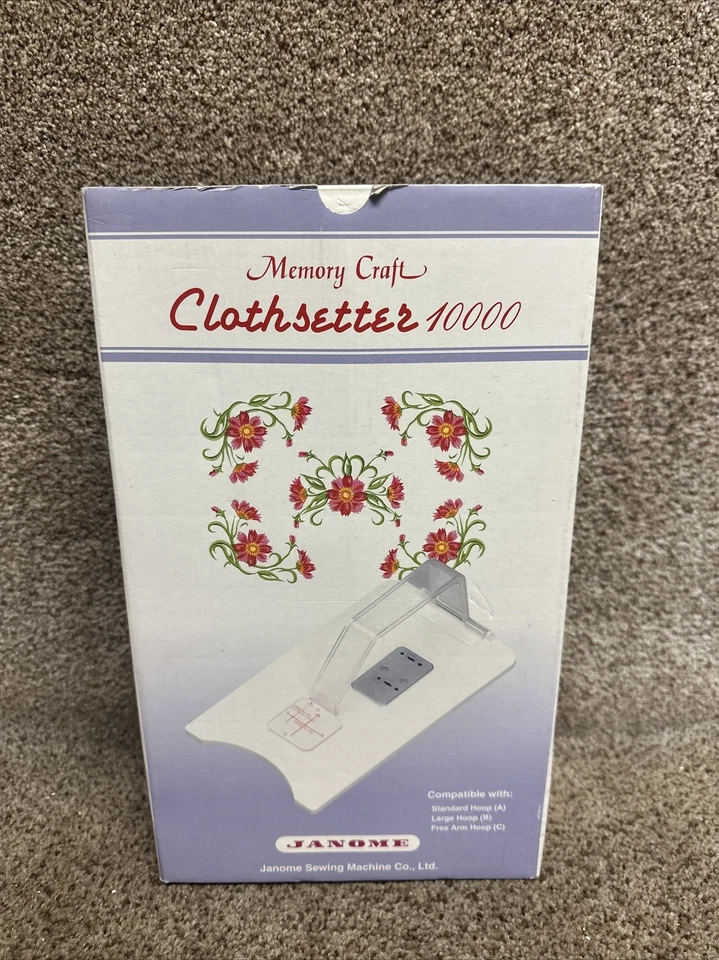 Memory Craft
Clothsetter 10000
Compatible with:
Standard Hoop (A)
Large Hoop (B)
Free Arm Hoop (C)
JANOME
Janome Sewing Machine Co., Ltd.